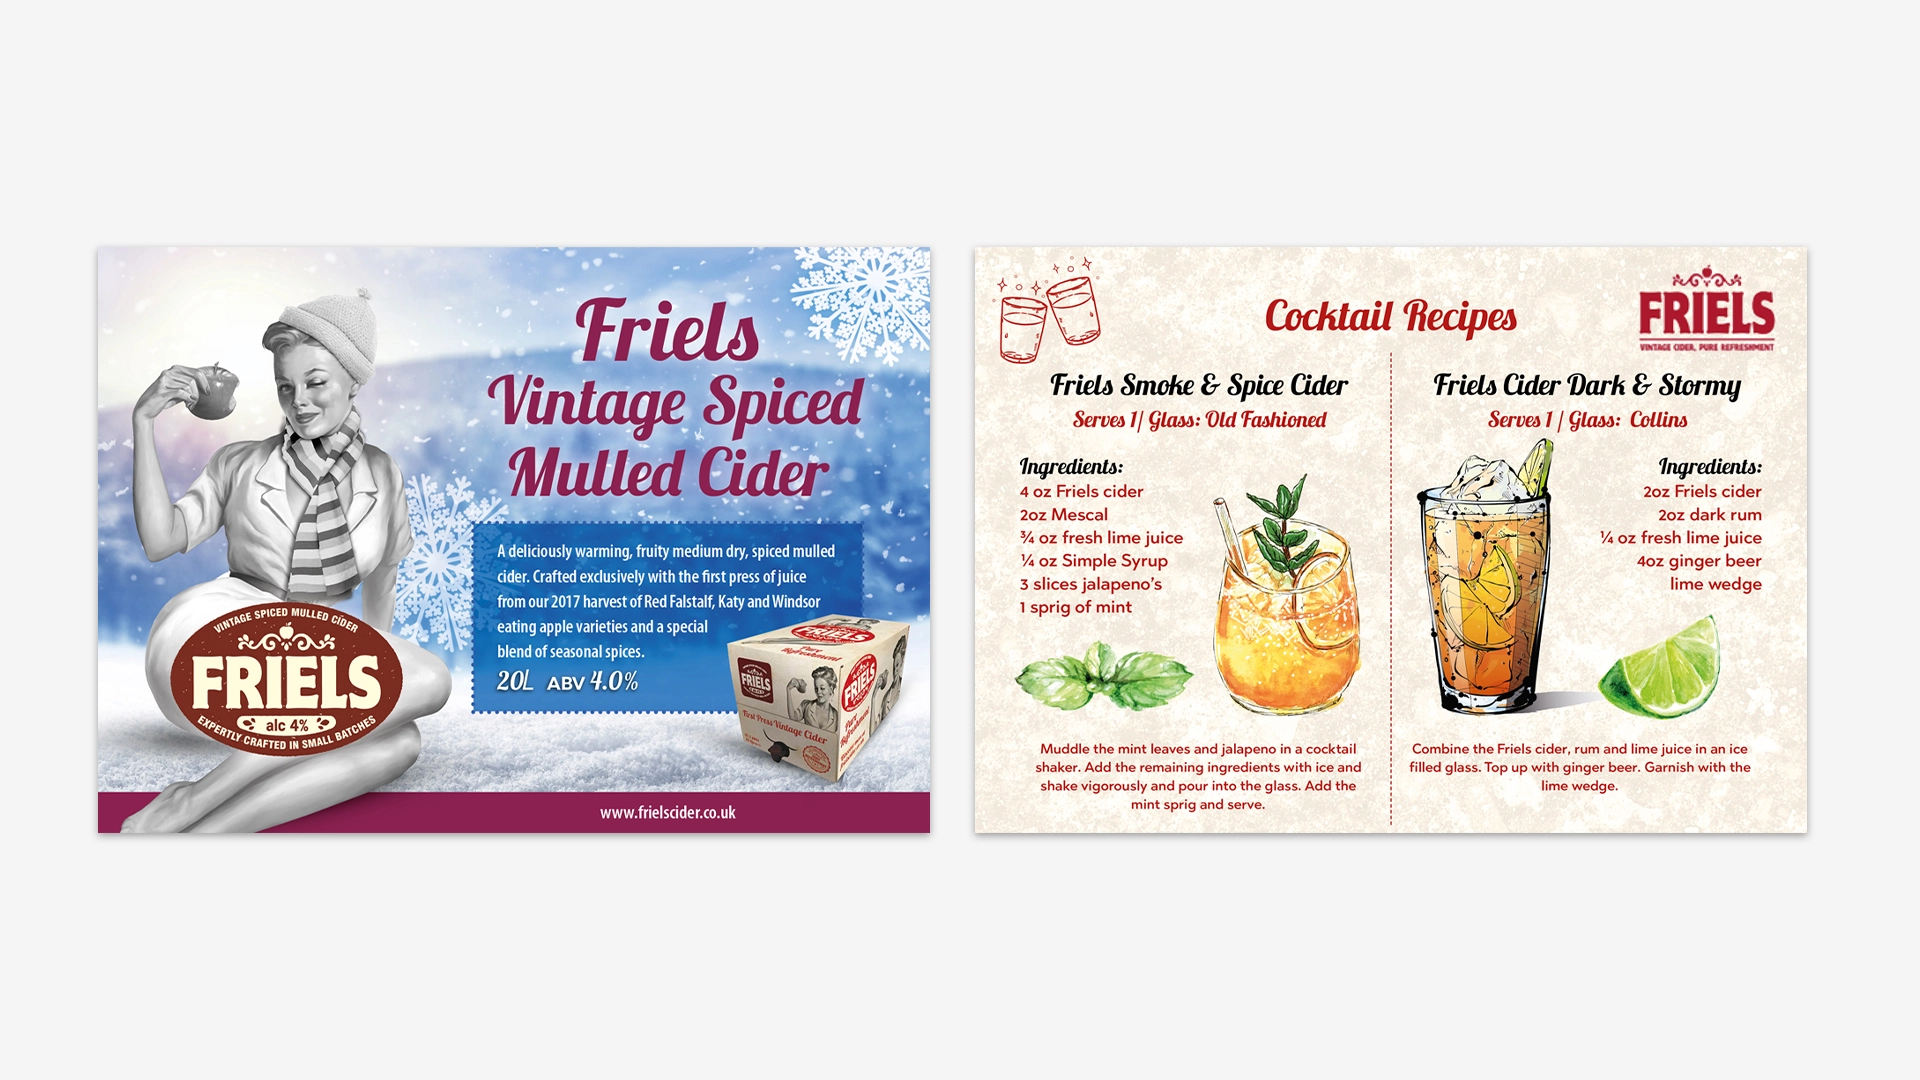 Friels
Vintage Spiced
Mulled Cider
A deliciously warming, fruity medium dry, spiced mulled
cider. Crafted exclusively with the first press of juice
from our 2017 harvest of Red Falstalf, Katy and Windsor
eating apple varieties and a special
blend of seasonal spices.
20L ABV 4.0%
VINTAGE SPICED MULLED CIDER
FRIELS
alc 4%
EXPERTLY CRAFTED IN SMALL BATCHES
FRIELS
Pure
Refreshment
FRIELS
FRIELS
First Press Vintage Cider
Pure
Refreshment
www.frielscider.co.uk
Cocktail Recipes
FRIELS
VINTAGE CIDER, PURE REFRESHMENT
Friels Smoke & Spice Cider
Serves 1/ Glass: Old Fashioned
Ingredients:
4 oz Friels cider
2oz Mescal
¾ oz fresh lime juice
¼ oz Simple Syrup
3 slices jalapeno's
1 sprig of mint
Muddle the mint leaves and jalapeno in a cocktail
shaker. Add the remaining ingredients with ice and
shake vigorously and pour into the glass. Add the
mint sprig and serve.
Friels Cider Dark & Stormy
Serves 1 / Glass: Collins
Ingredients:
2oz Friels cider
2oz dark rum
¼ oz fresh lime juice
4oz ginger beer
lime wedge
Combine the Friels cider, rum and lime juice in an ice
filled glass. Top up with ginger beer. Garnish with the
lime wedge.